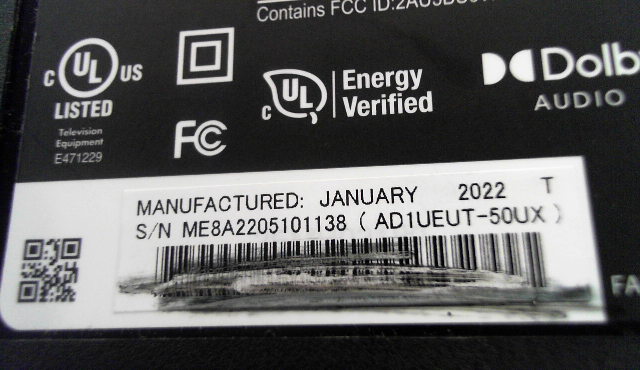 Contains FCC ID:
c UL US
LISTED
Television
Equipment
E471229
FC
c UL
Energy
Verified
Dolb
AUDIO
MANUFACTURED: JANUARY 2022 T
S/N ME8A2205101138 ( AD1UEUT-50UX )
FA